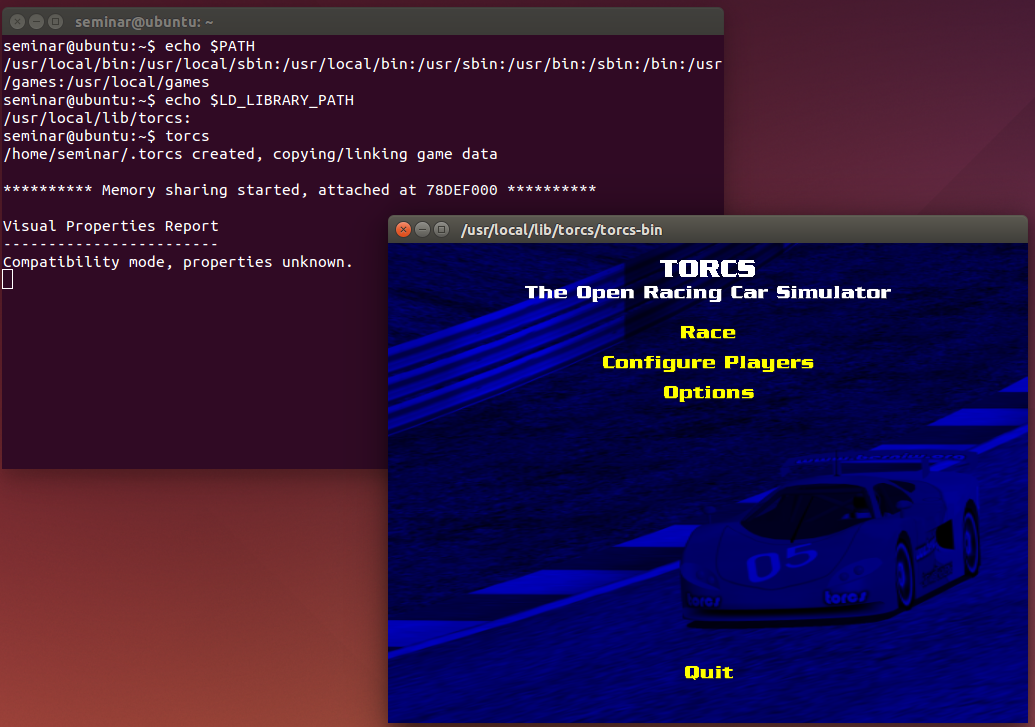 seminar@ubuntu: ~
seminar@ubuntu:~$ echo $PATH
/usr/local/bin:/usr/local/sbin:/usr/local/bin:/usr/sbin:/usr/bin:/sbin:/bin:/usr
/games:/usr/local/games
seminar@ubuntu:~$ echo $LD_LIBRARY_PATH
/usr/local/lib/torcs:
seminar@ubuntu:~$ torcs
/home/seminar/.torcs created, copying/linking game data
********** Memory sharing started, attached at 78DEF000 **********
Visual Properties Report
------------------------
Compatibility mode, properties unknown.
/usr/local/lib/torcs/torcs-bin
TORCS
The Open Racing Car Simulator
Race
Configure Players
Options
05
torcs
torcs
Quit